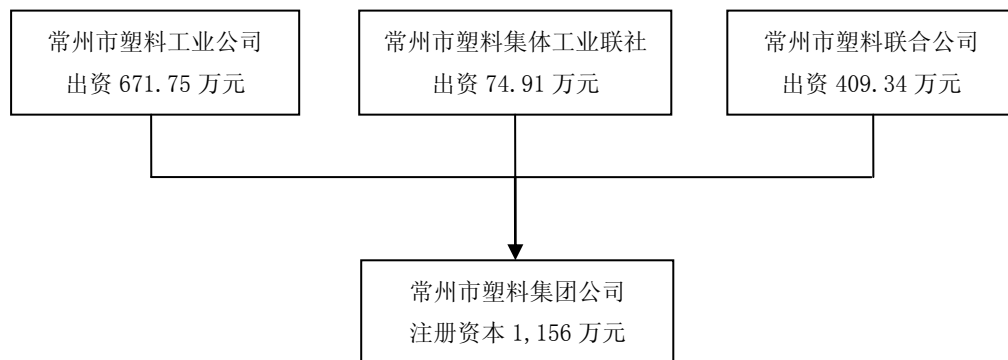 常州市塑料工业公司
出资 671.75 万元
常州市塑料集体工业联社
出资 74.91 万元
常州市塑料联合公司
出资 409.34 万元
常州市塑料集团公司
注册资本 1,156 万元